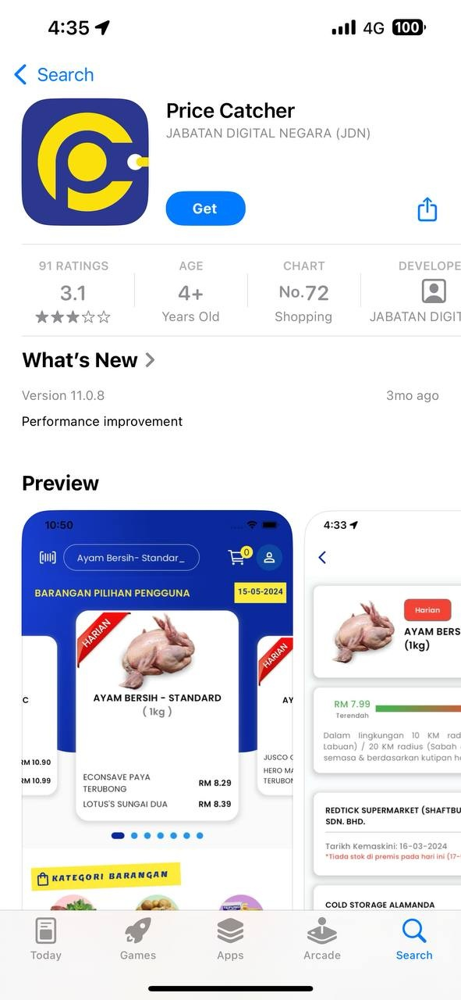 4:35
4G 100
Search
Price Catcher
JABATAN DIGITAL NEGARA (JDN)
Get
91 RATINGS
3.1
AGE
4+
Years Old
CHART
No.72
Shopping
DEVELOPE
JABATAN DIGIT
What's New
Version 11.0.8
3mo ago
Performance improvement
Preview
10:50
Ayam Bersih- Standar_
0
BARANGAN PILIHAN PENGGUNA
15-05-2024
HARIAN
AYAM BERSIH - STANDARD
( 1kg )
ECONSAVE PAYA
TERUBONG
RM 8.29
LOTUS'S SUNGAI DUA
RM 8.39
C
RM 10.90
RM 10.99
HARIAN
AY
JUSCO
HERO MA
TERUBON
KATEGORI BARANGAN
4:33
Harian
AYAM BERS
(1kg)
RM 7.99
Terendah
Dalam lingkungan 10 KM rad
Labuan) / 20 KM radius (Sabah
semasa & berdasarkan kutipan h
REDTICK SUPERMARKET (SHAFTBU
SDN. BHD.
Tarikh Kemaskini: 16-03-2024
*Tiada stok di premis pada hari ini (17-
COLD STORAGE ALAMANDA
Today
Games
Apps
Arcade
Search